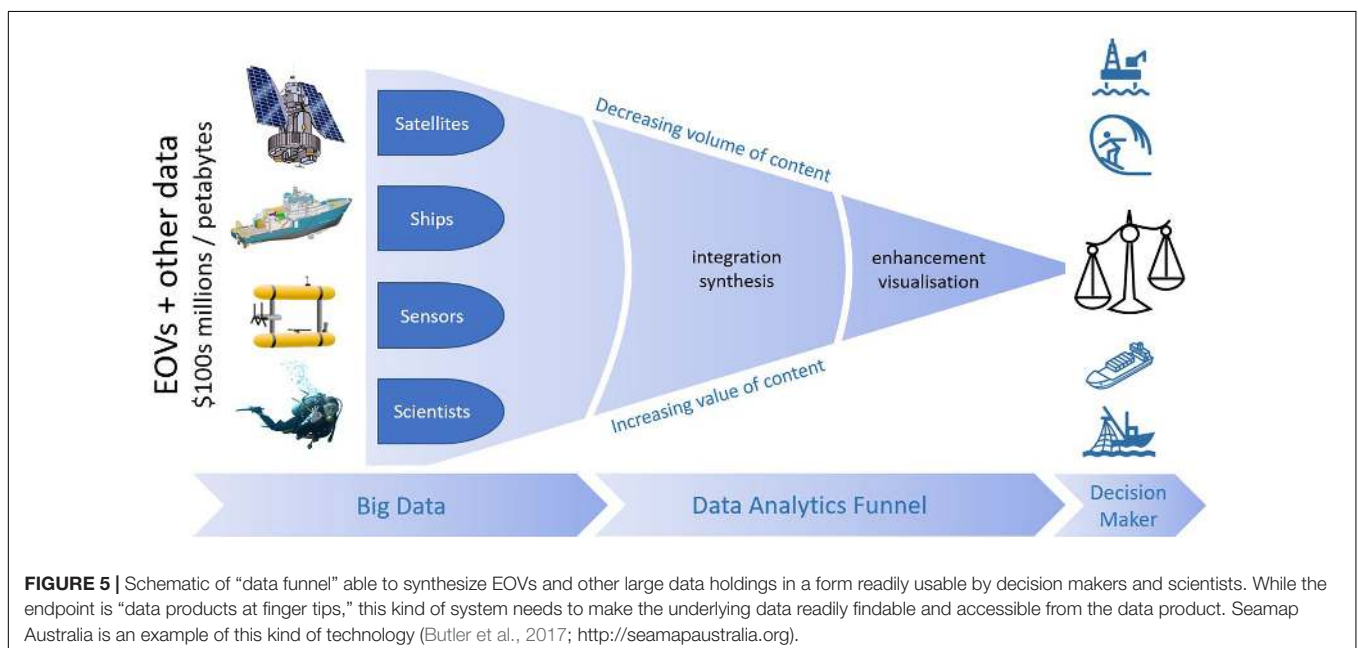 EOVs + other data
$100s millions / petabytes
Satellites
Ships
Sensors
Scientists
Decreasing volume of content
integration
synthesis
enhancement
visualisation
Increasing value of content
Big Data
Data Analytics Funnel
Decision
Maker
FIGURE 5 | Schematic of “data funnel” able to synthesize EOVs and other large data holdings in a form readily usable by decision makers and scientists. While the
endpoint is “data products at finger tips,” this kind of system needs to make the underlying data readily findable and accessible from the data product. Seamap
Australia is an example of this kind of technology (Butler et al., 2017; http://seamapaustralia.org).